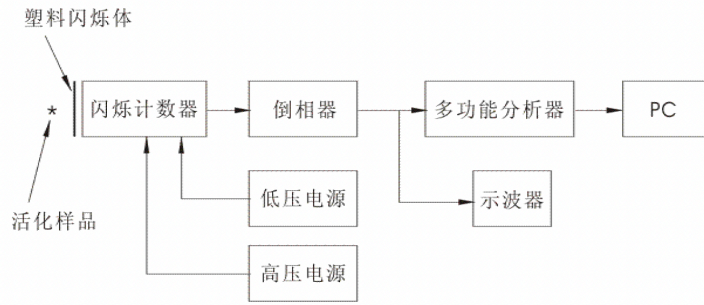 塑料闪烁体
*
闪烁计数器
倒相器
多功能分析器
PC
低压电源
示波器
活化样品
高压电源